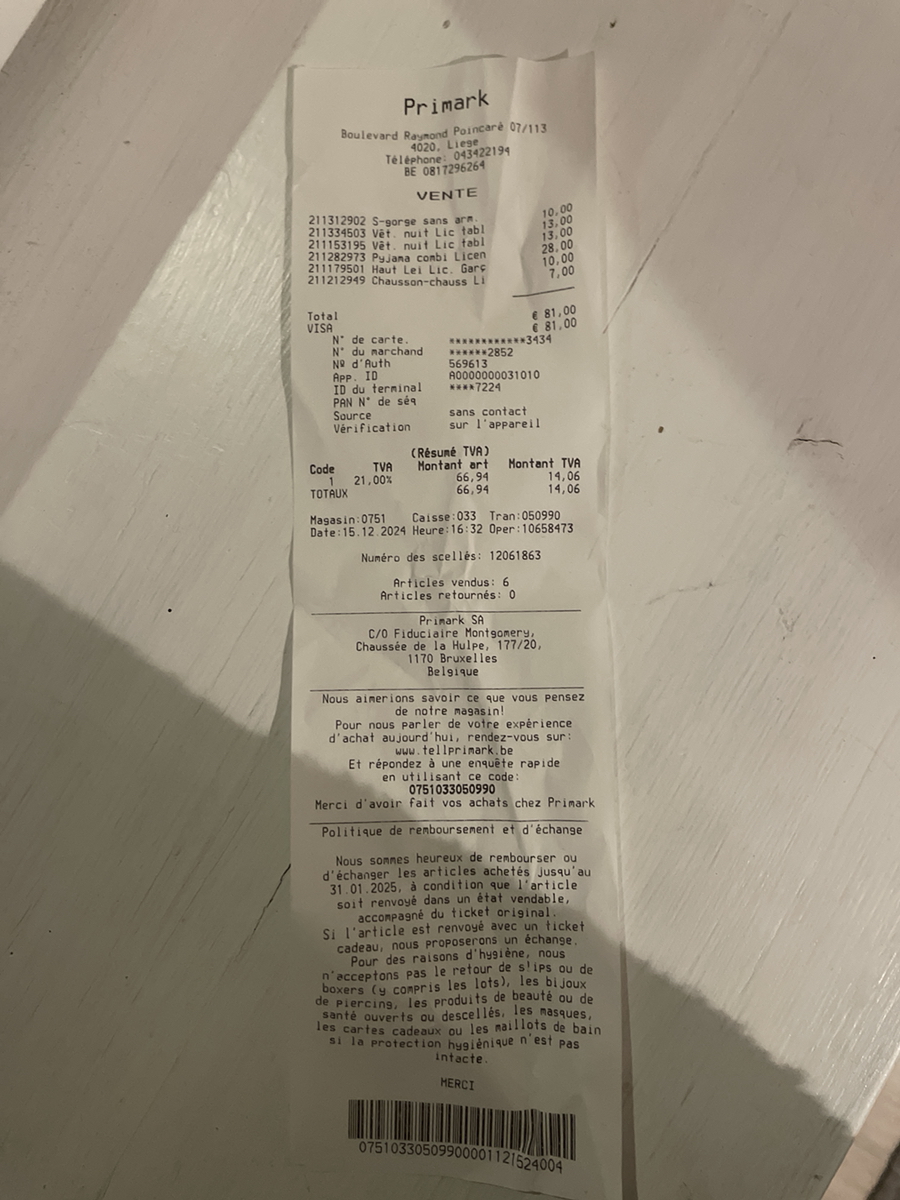 Primark
Boulevard Raymond Poincaré 07/113
4020, Liege
Téléphone: 043422194
BE 0817296264
VENTE
211312902 S-gorge sans arm. 10,00
211334503 Vêt. nuit Lic tabl 13,00
211153195 Vêt. nuit Lic tabl 13,00
211282973 Pyjama combi Licen 28,00
211179501 Haut Lei Lic. Garç 10,00
211212949 Chausson-chauss Li 7,00
Total € 81,00
VISA € 81,00
N° de carte. ************3434
N° du marchand ******2852
Nº d'Auth 569613
App. ID A0000000031010
ID du terminal ****7224
PAN N° de séq
Source sans contact
Vérification sur l'appareil
(Résumé TVA)
Code TVA Montant art Montant TVA
1 21,00% 66,94 14,06
TOTAUX 66,94 14,06
Magasin:0751 Caisse:033 Tran:050990
Date:15.12.2024 Heure:16:32 Oper:10658473
Numéro des scellés: 12061863
Articles vendus: 6
Articles retournés: 0
Primark SA
C/O Fiduciaire Montgomery,
Chaussée de la Hulpe, 177/20,
1170 Bruxelles
Belgique
Nous aimerions savoir ce que vous pensez
de notre magasin!
Pour nous parler de votre expérience
d'achat aujourd'hui, rendez-vous sur:
www.tellprimark.be
Et répondez à une enquête rapide
en utilisant ce code:
0751033050990
Merci d'avoir fait vos achats chez Primark
Politique de remboursement et d'échange
Nous sommes heureux de rembourser ou
d'échanger les articles achetés jusqu'au
31.01.2025, à condition que l'article
soit renvoyé dans un état vendable,
accompagné du ticket original.
Si l'article est renvoyé avec un ticket
cadeau, nous proposerons un échange.
Pour des raisons d'hygiène, nous
n'acceptons pas le retour de slips ou de
boxers (y compris les lots), les bijoux
de piercing, les produits de beauté ou de
santé ouverts ou descellés, les masques,
les cartes cadeaux ou les maillots de bain
si la protection hygiénique n'est pas
intacte.
MERCI
07510330509900001121524004